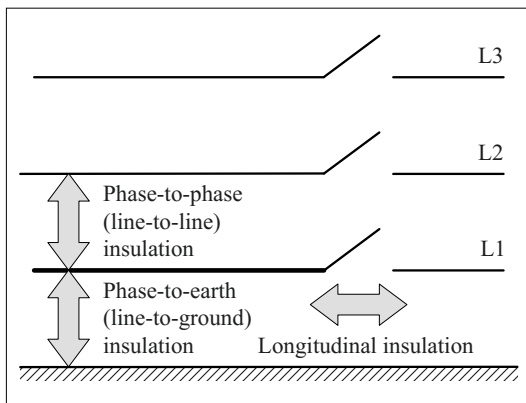 L3
L2
Phase-to-phase
(line-to-line)
insulation
L1
Phase-to-earth
(line-to-ground)
insulation
Longitudinal insulation